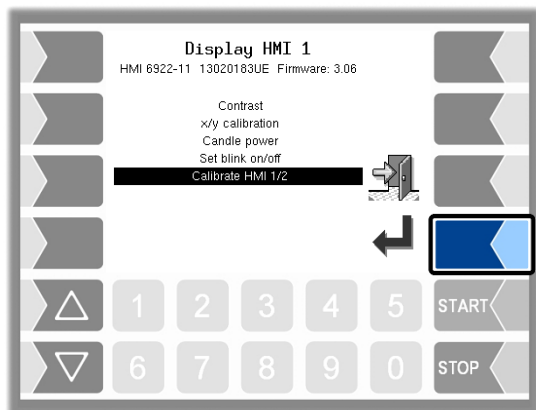 Display HMI 1
HMI 6922-11 13020183UE Firmware: 3.06
Contrast
x/y calibration
Candle power
Set blink on/off
Calibrate HMI 1/2
1 2 3 4 5 START
6 7 8 9 0 STOP